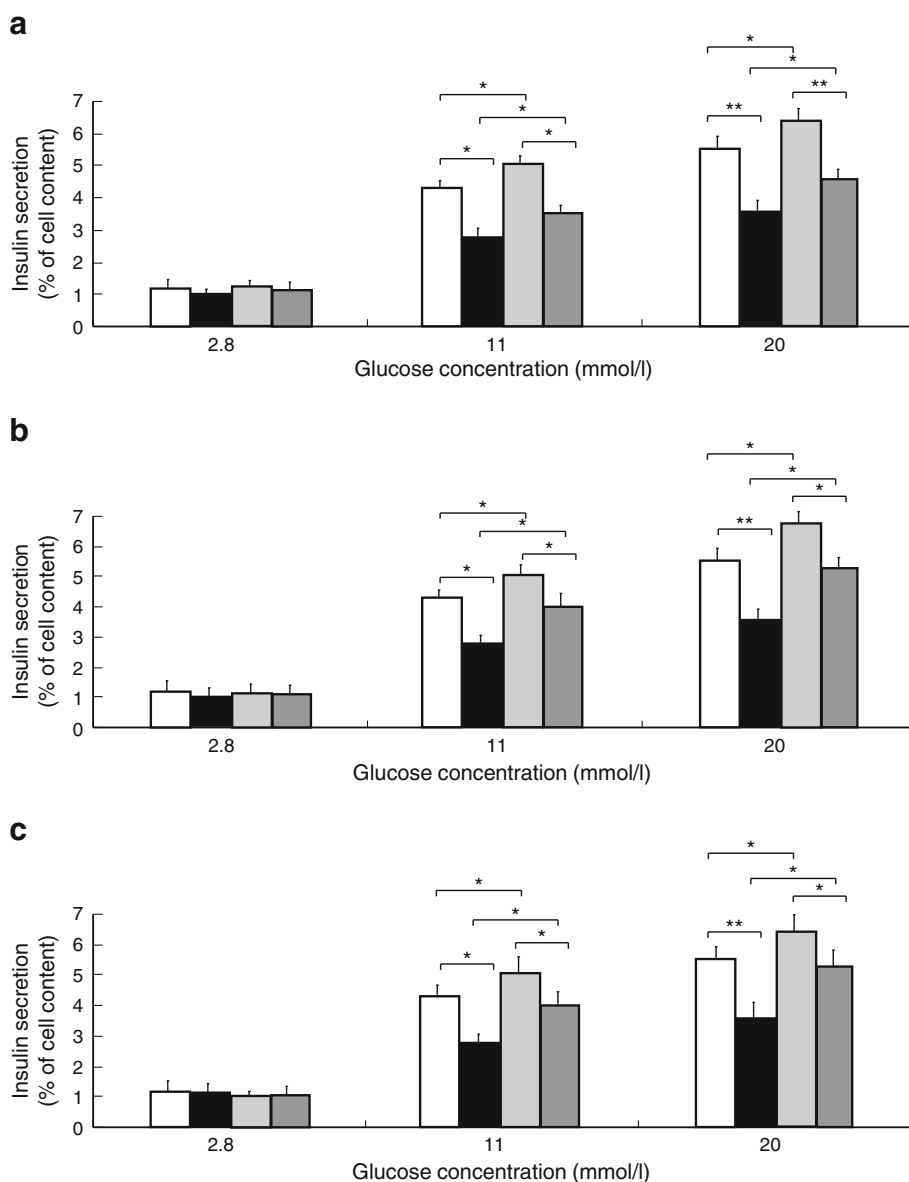 a
* * * *
* * ** **
* *
7
6
5
4
3
2
1
0
Insulin secretion
(% of cell content)
2.8 11 20
Glucose concentration (mmol/l)
b
*
*
* * ** *
* *
7
6
5
4
3
2
1
0
Insulin secretion
(% of cell content)
2.8 11 20
Glucose concentration (mmol/l)
c
*
* *
* * ** *
*
7
6
5
4
3
2
1
0
Insulin secretion
(% of cell content)
2.8 11 20
Glucose concentration (mmol/l)